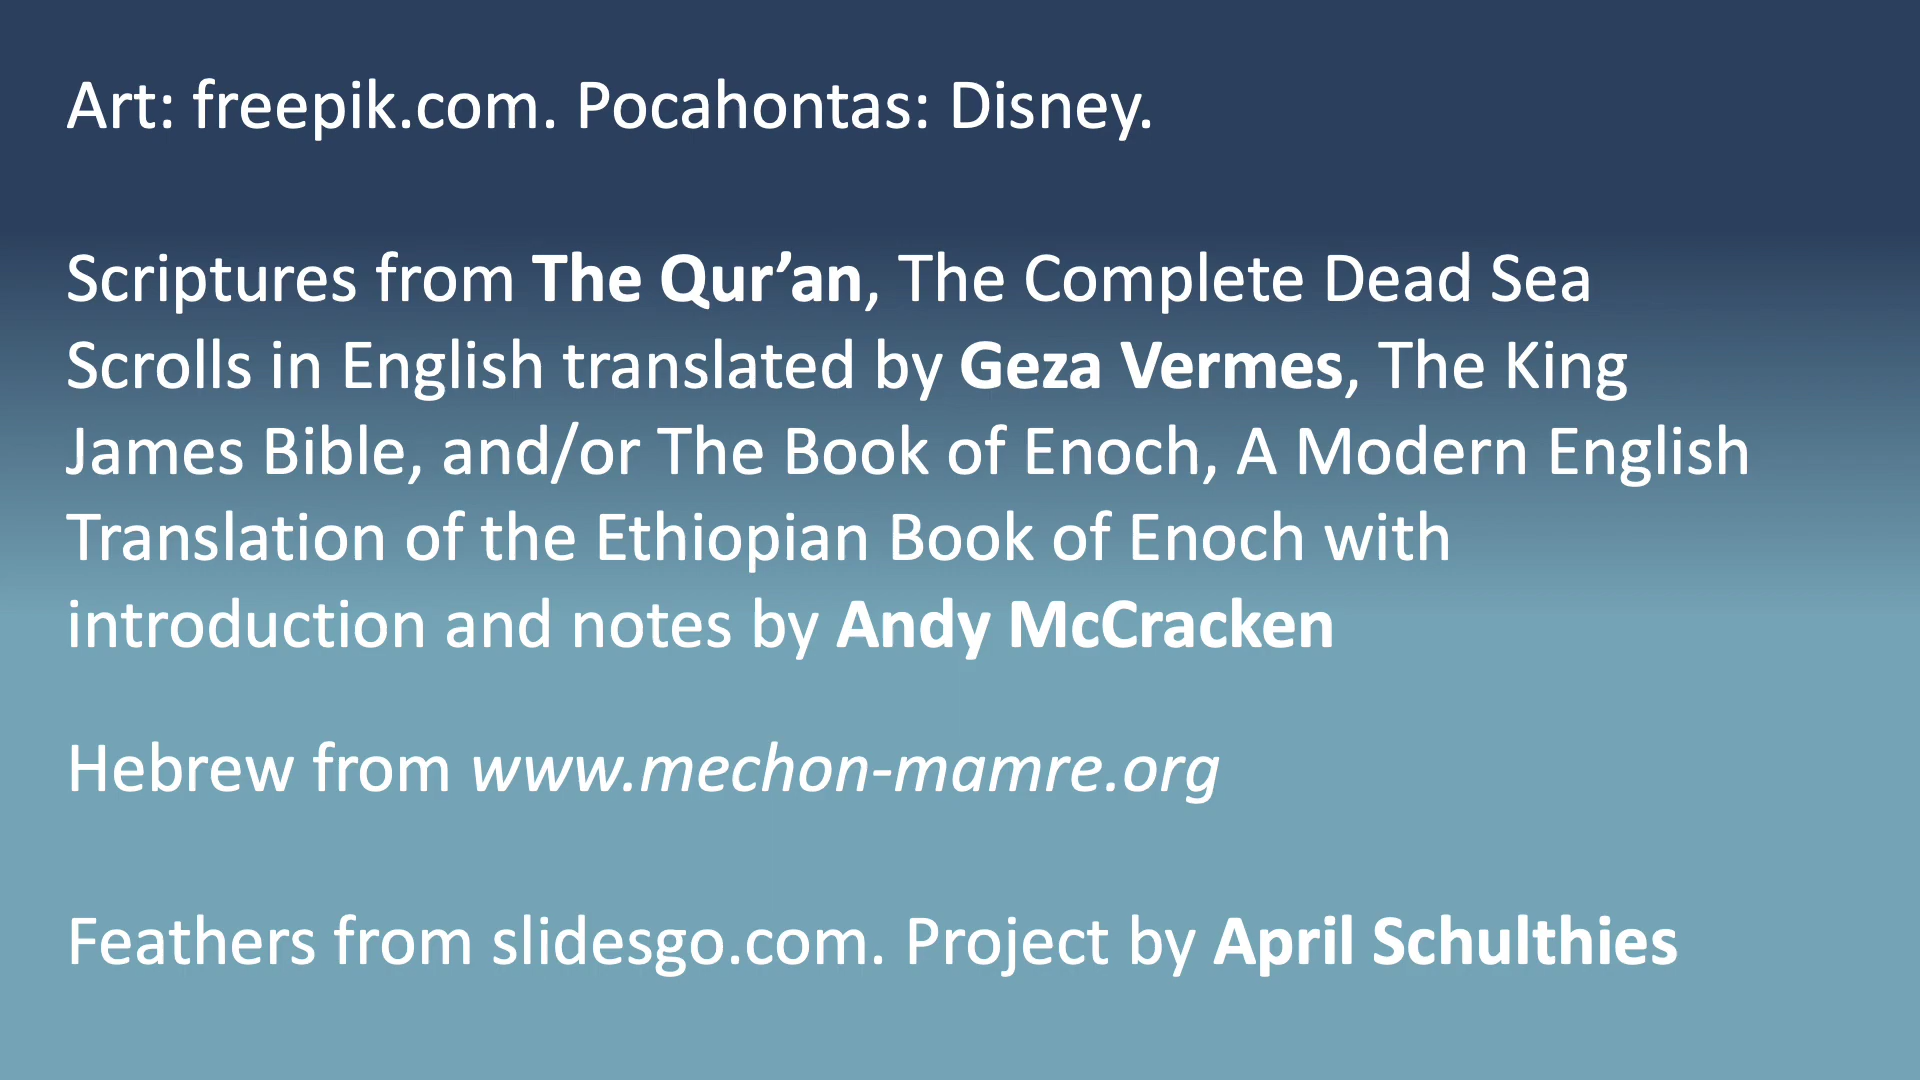 Art: freepik.com. Pocahontas: Disney.
Scriptures from The Qur’an, The Complete Dead Sea
Scrolls in English translated by Geza Vermes, The King
James Bible, and/or The Book of Enoch, A Modern English
Translation of the Ethiopian Book of Enoch with
introduction and notes by Andy McCracken
Hebrew from www.mechon-mamre.org
Feathers from slidesgo.com. Project by April Schulthies